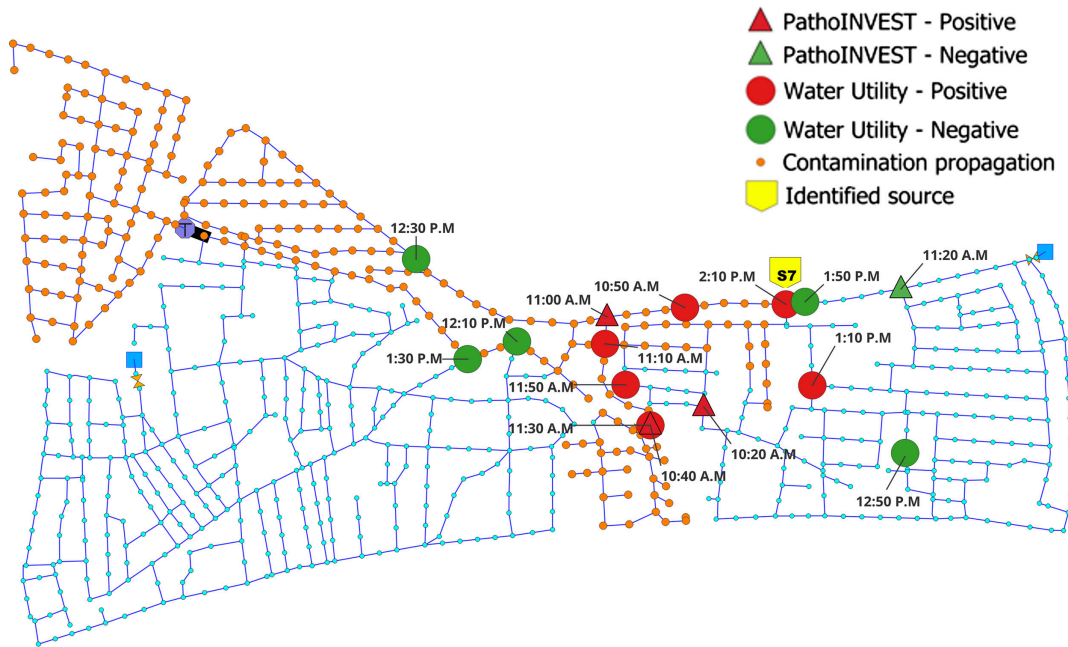 PathoINVEST - Positive
PathoINVEST - Negative
Water Utility - Positive
Water Utility - Negative
Contamination propagation
Identified source
12:30 P.M
T
11:20 A.M
2:10 P.M
S7
1:50 P.M
10:50 A.M
11:00 A.M
12:10 P.M
1:30 P.M
11:10 A.M
1:10 P.M
11:50 A.M
11:30 A.M
10:20 A.M
10:40 A.M
12:50 P.M